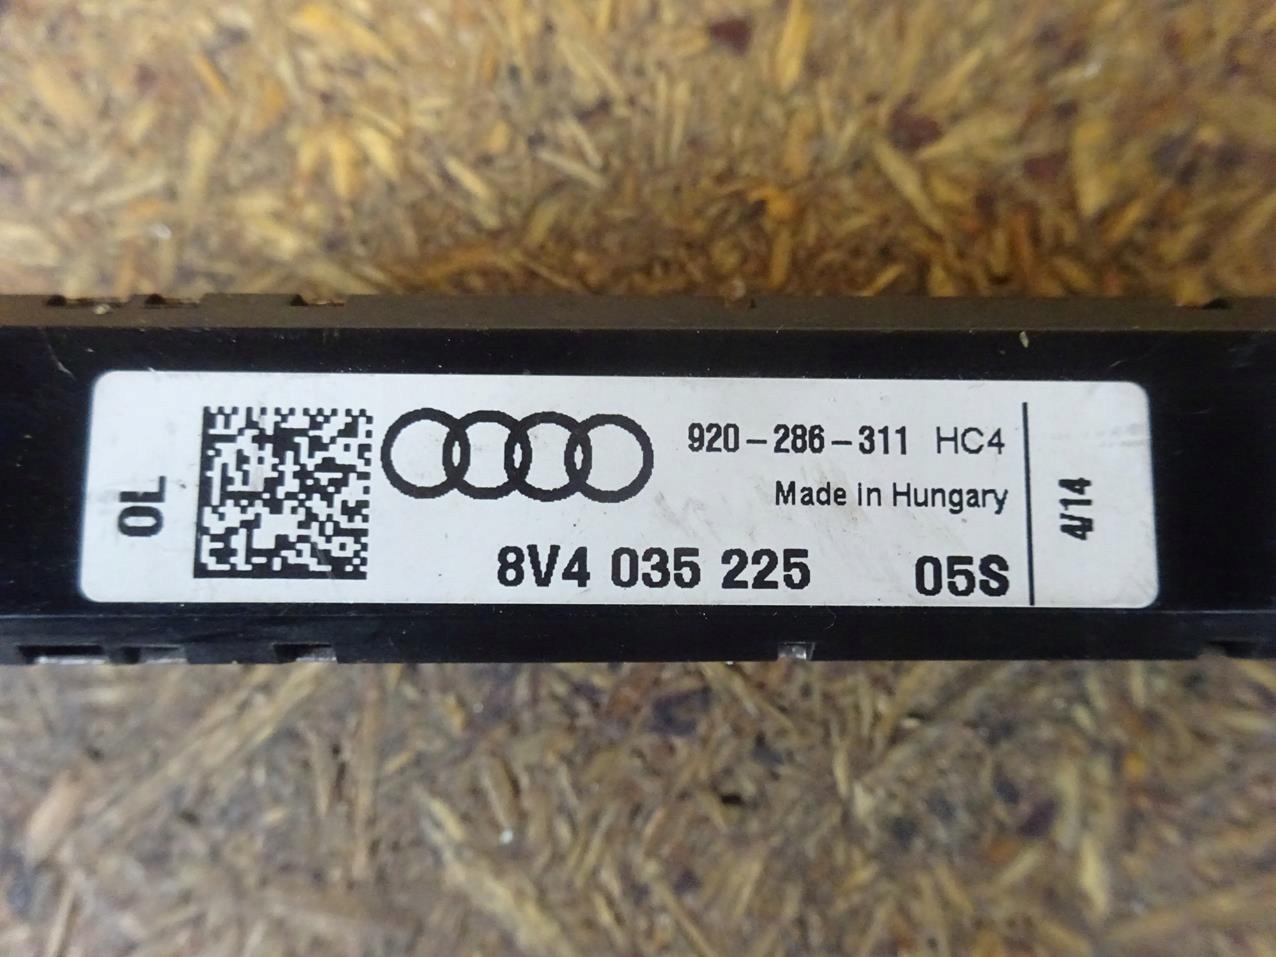 OL
920-286-311 HC4
Made in Hungary
8V4 035 225 05S
4/14